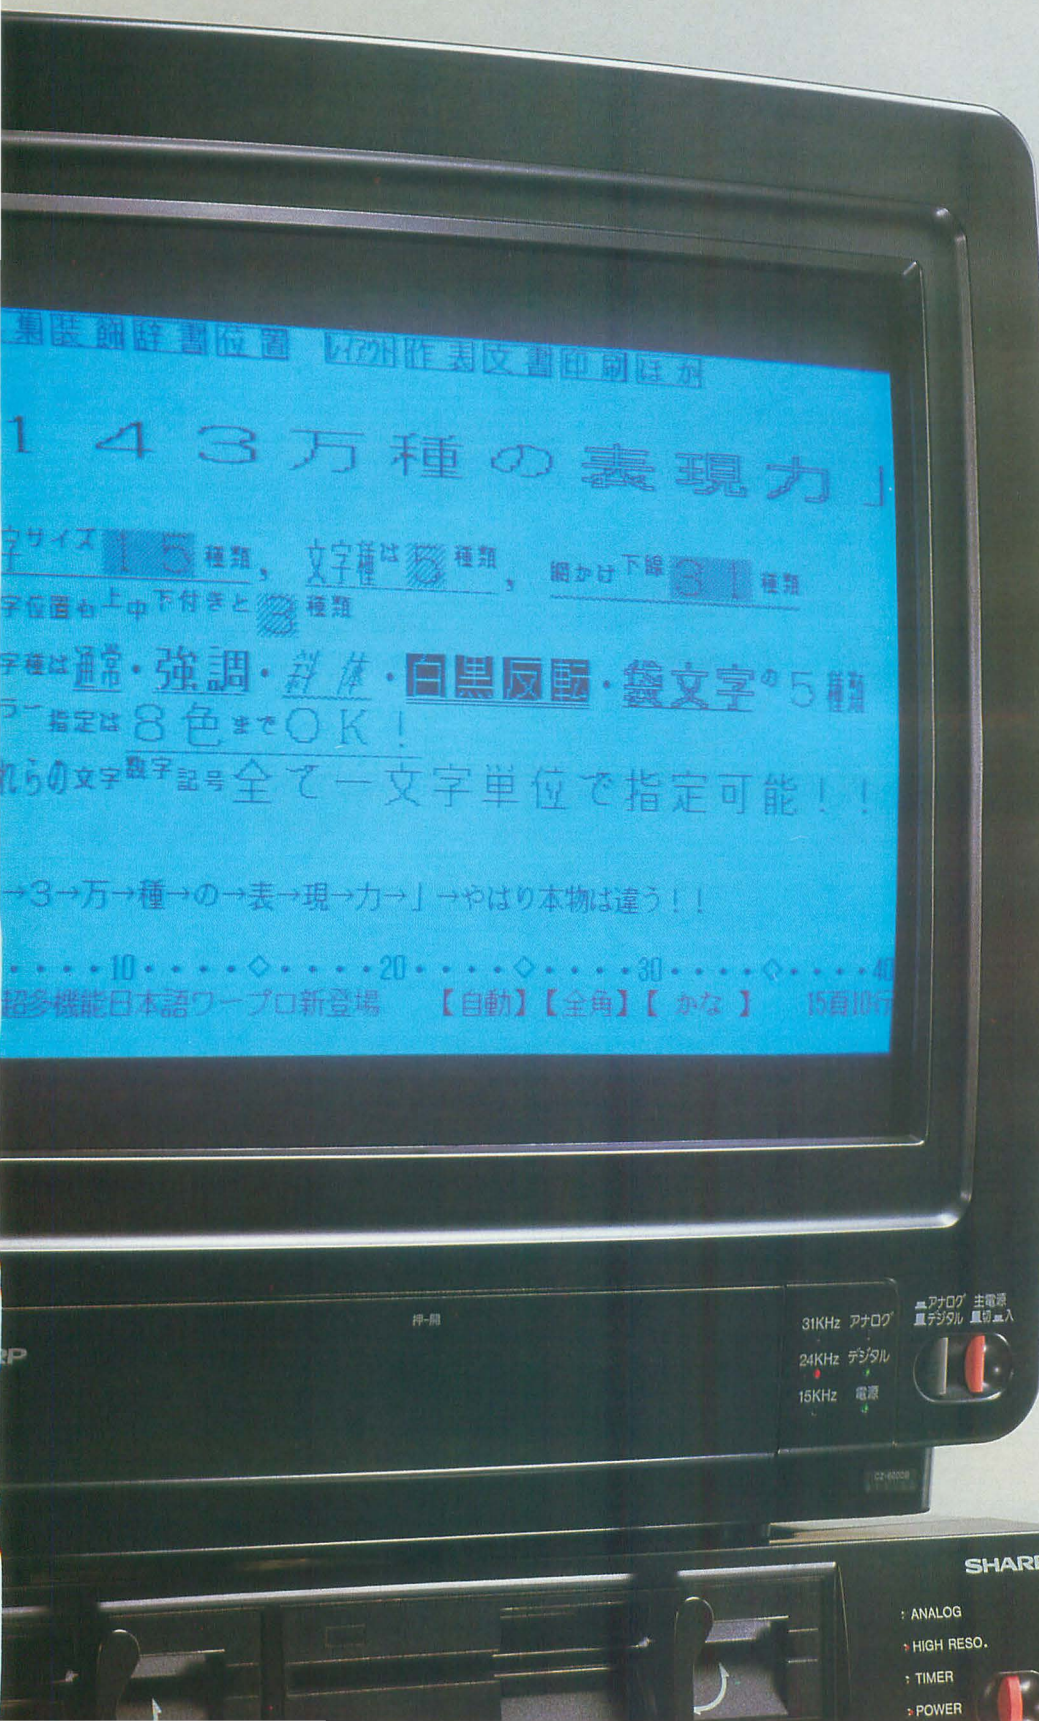 集 装飾 辞書 位置 レイアウト 作表 文書 印刷 ほか
143万種の表現力」
字サイズ15種類，文字種は5種類，網かけ下線31種類
字位置も上中下付きと3種類
字種は通常・強調・斜体・白黒反転・袋文字の5種類
ラー指定は8色までOK！
れらの文字数字記号全て一文字単位で指定可能！！
→3→万→種→の→表→現→力→」→やはり本物は違う！！
・・・・10・・・・◇・・・・20・・・・◇・・・・30・・・・◇・・・・40
超多機能日本語ワープロ新登場 【自動】【全角】【かな】 15頁10行
押-開
RP
31KHz アナログ
24KHz デジタル
15KHz 電源
アナログ 主電源
デジタル 切 入
SHARP
ANALOG
HIGH RESO.
TIMER
POWER